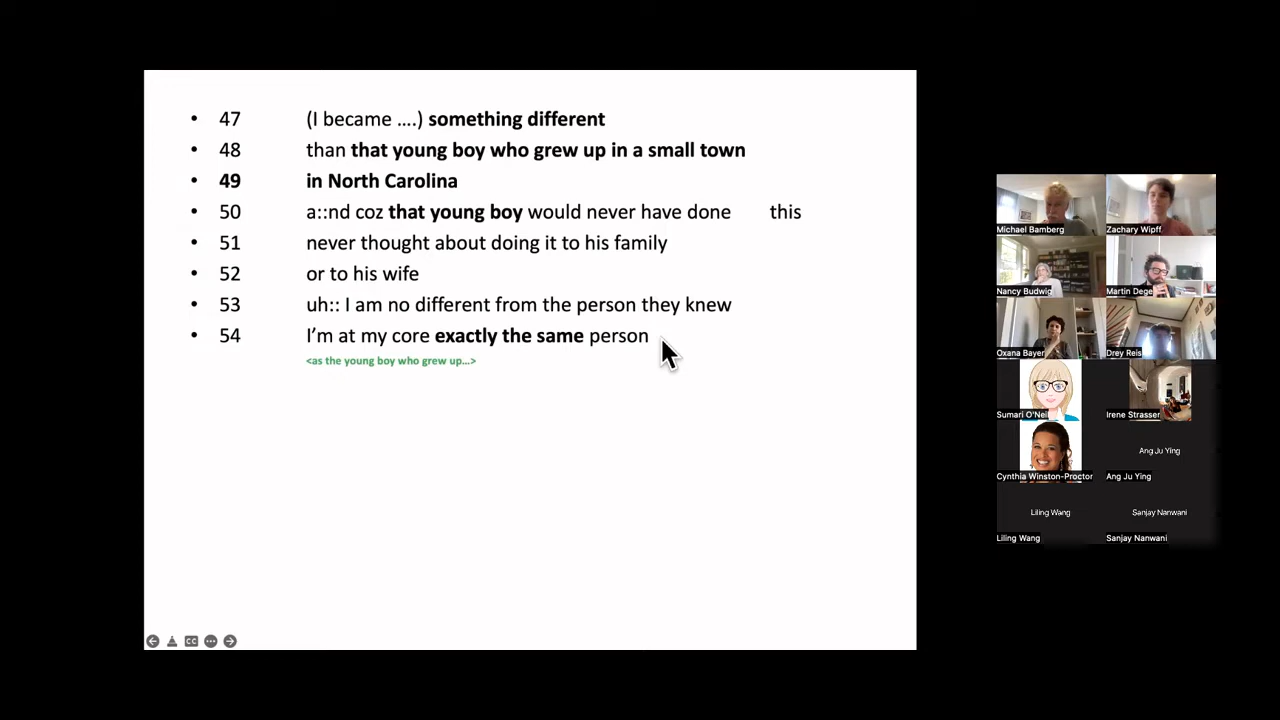 • 47 (I became ....) something different
• 48 than that young boy who grew up in a small town
• 49 in North Carolina
• 50 a::nd coz that young boy would never have done this
• 51 never thought about doing it to his family
• 52 or to his wife
• 53 uh:: I am no different from the person they knew
• 54 I'm at my core exactly the same person
<as the young boy who grew up...>
CC
Michael Bamberg
Zachary Wipff
Nancy Budwig
Martin Dege
Oxana Bayer
Drey Reis
Sumari O'Neil
Irene Strasser
Cynthia Winston-Proctor
Ang Ju Ying
Ang Ju Ying
Liling Wang
Liling Wang
Sanjay Nanwani
Sanjay Nanwani